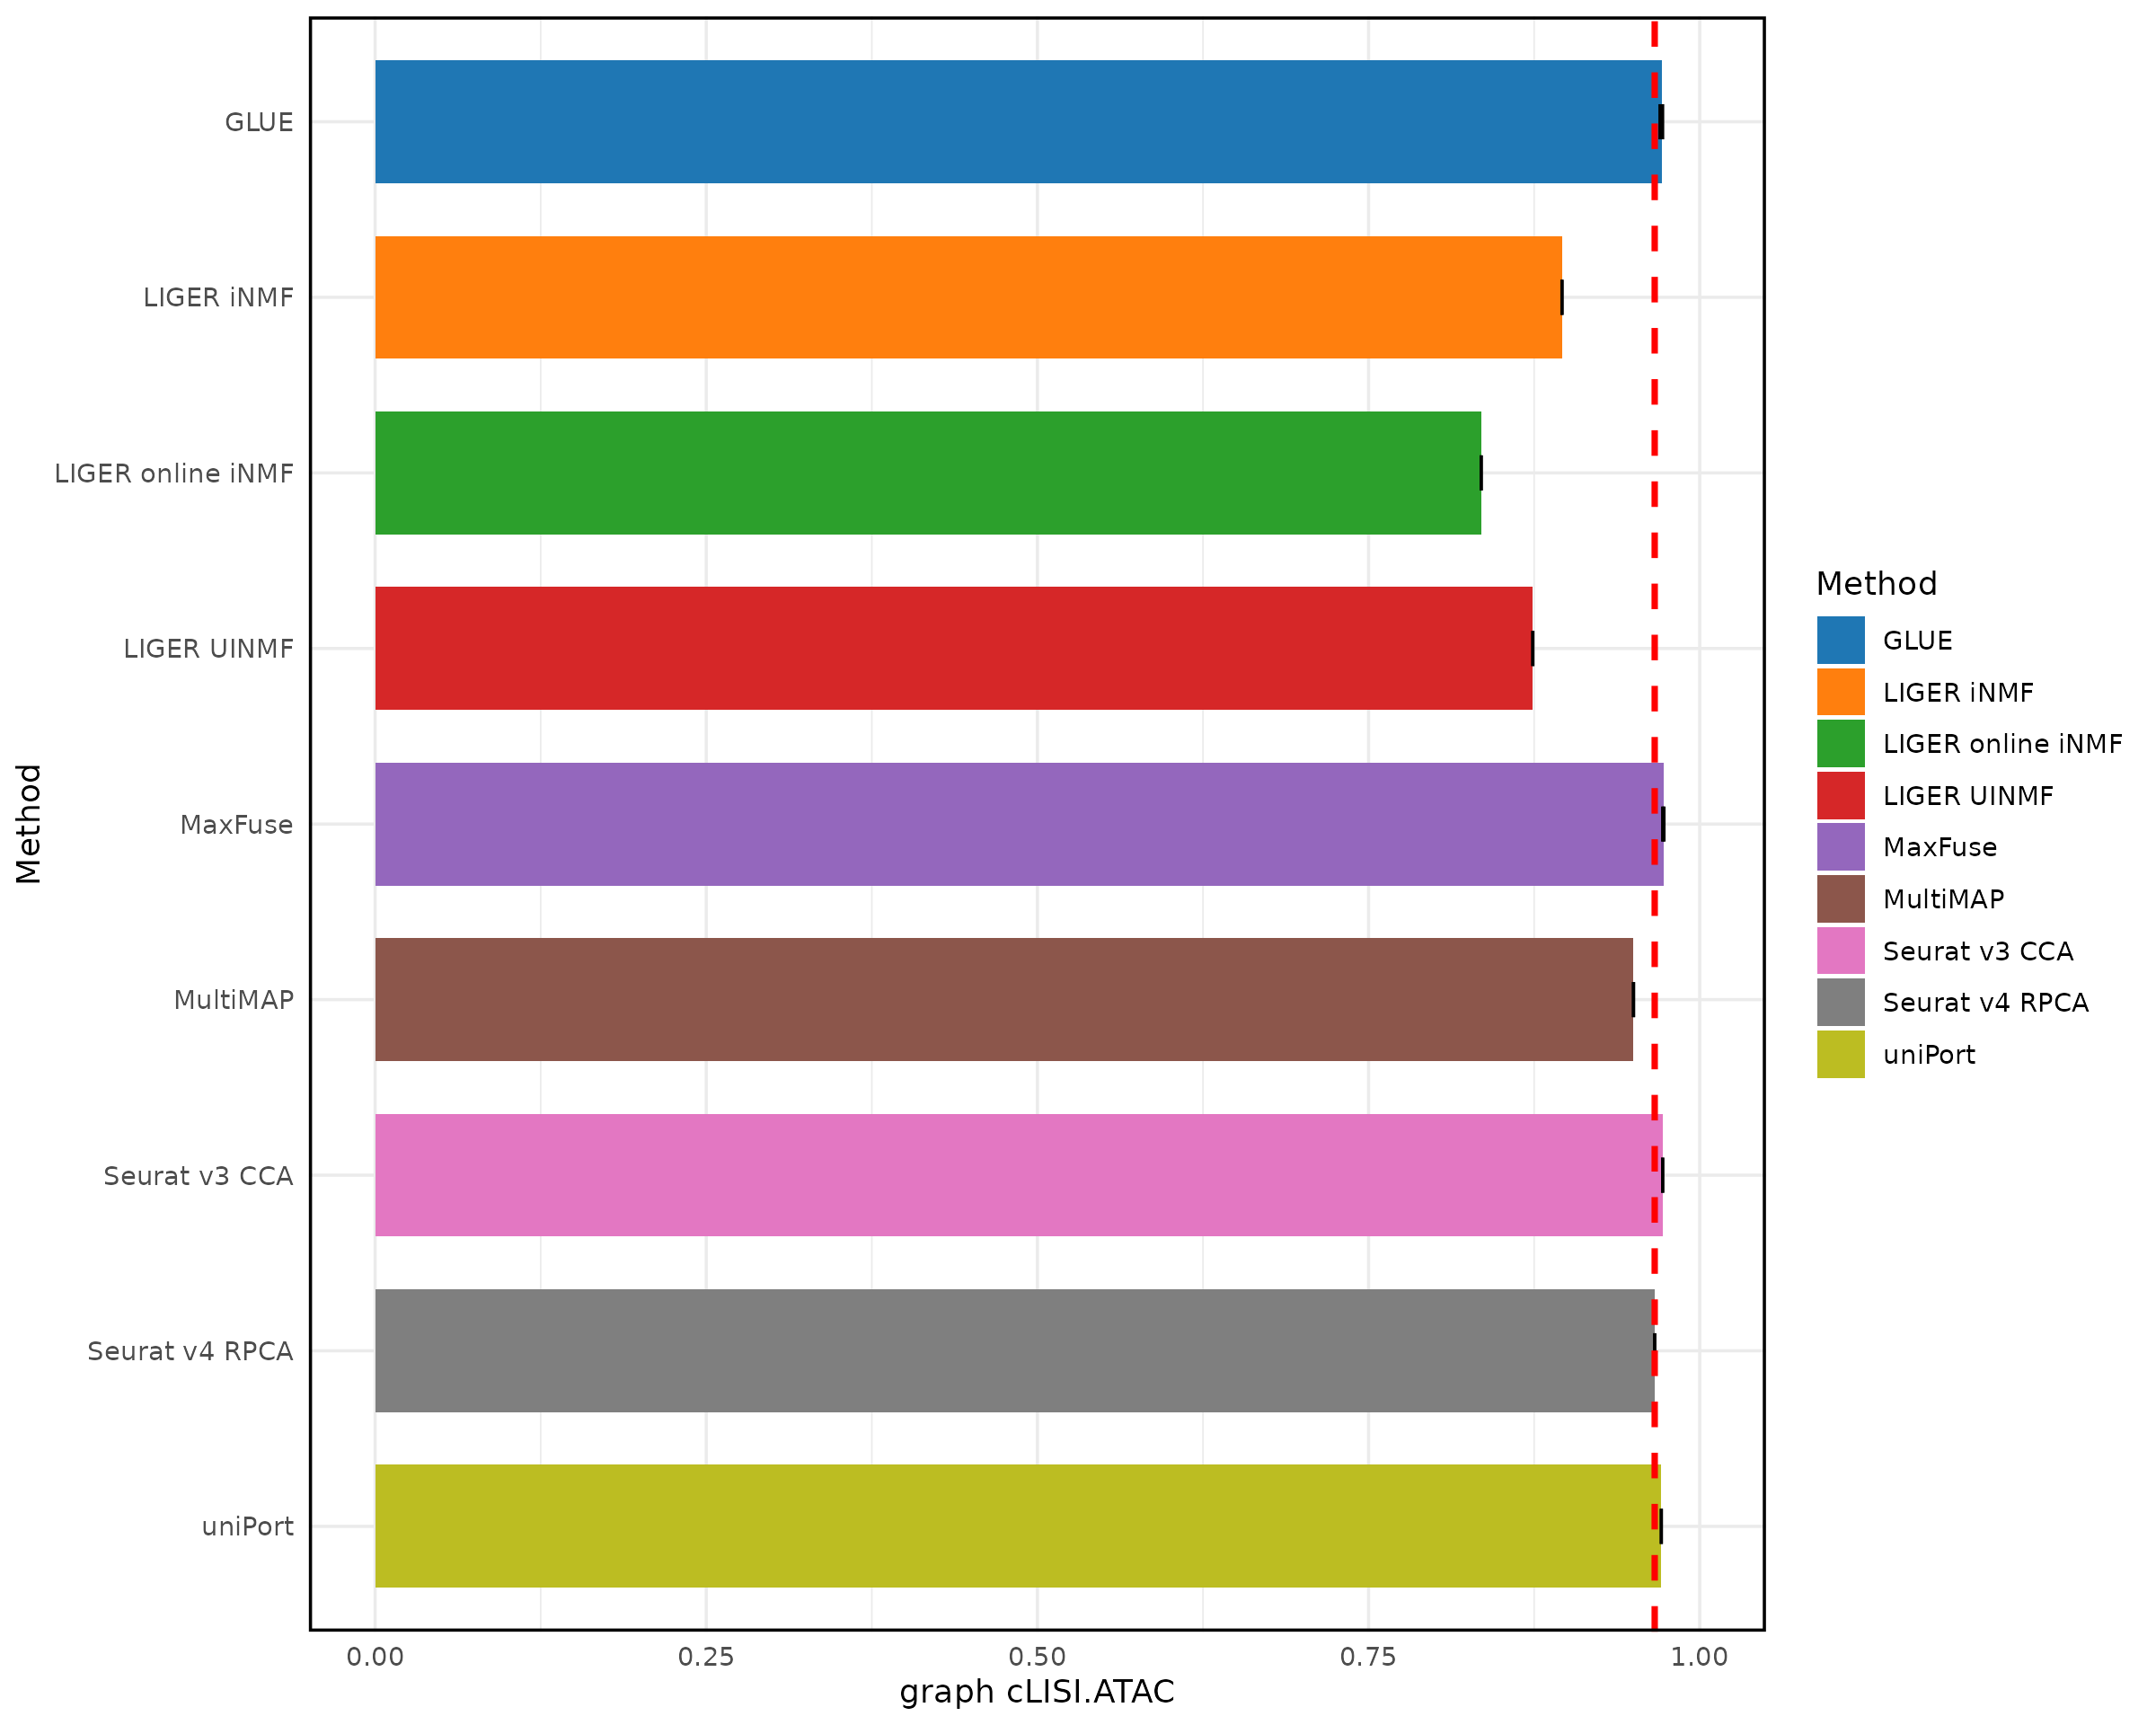 GLUE
LIGER iNMF
LIGER online iNMF
LIGER UINMF
MaxFuse
MultiMAP
Seurat v3 CCA
Seurat v4 RPCA
uniPort
Method
0.00 0.25 0.50 0.75 1.00
graph cLISI.ATAC
Method
GLUE
LIGER iNMF
LIGER online iNMF
LIGER UINMF
MaxFuse
MultiMAP
Seurat v3 CCA
Seurat v4 RPCA
uniPort